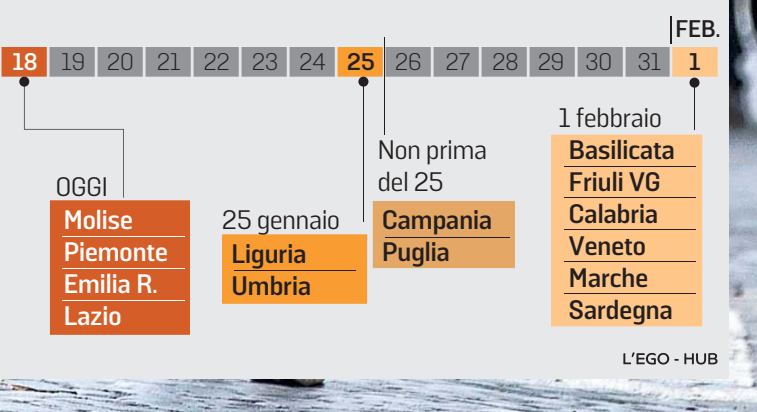 FEB.
18 19 20 21 22 23 24 25 26 27 28 29 30 31 1
OGGI
Molise
Piemonte
Emilia R.
Lazio
25 gennaio
Liguria
Umbria
Non prima
del 25
Campania
Puglia
1 febbraio
Basilicata
Friuli VG
Calabria
Veneto
Marche
Sardegna
L'EGO - HUB